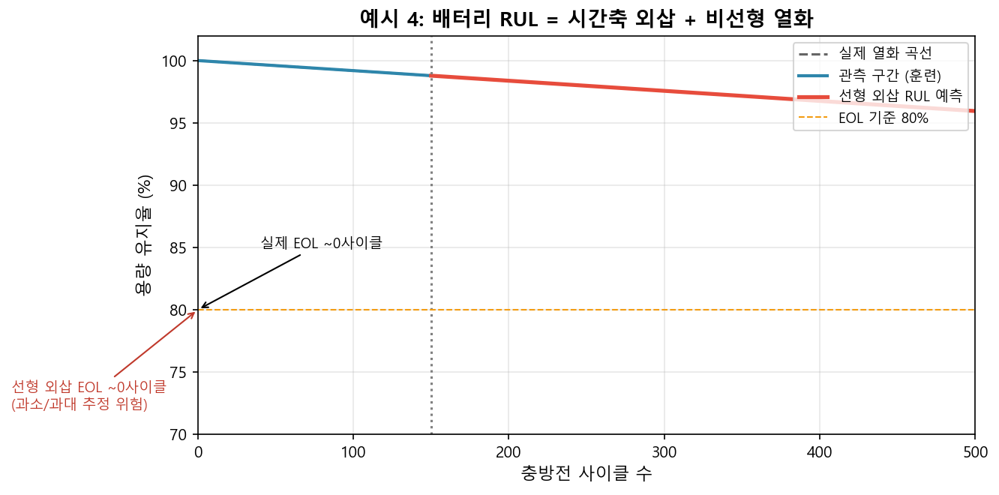 예시 4: 배터리 RUL = 시간축 외삽 + 비선형 열화
실제 열화 곡선
관측 구간 (훈련)
선형 외삽 RUL 예측
EOL 기준 80%
용량 유지율 (%)
100
95
90
85
80
75
70
실제 EOL ~0사이클
선형 외삽 EOL ~0사이클
(과소/과대 추정 위험)
0
100
200
300
400
500
충방전 사이클 수